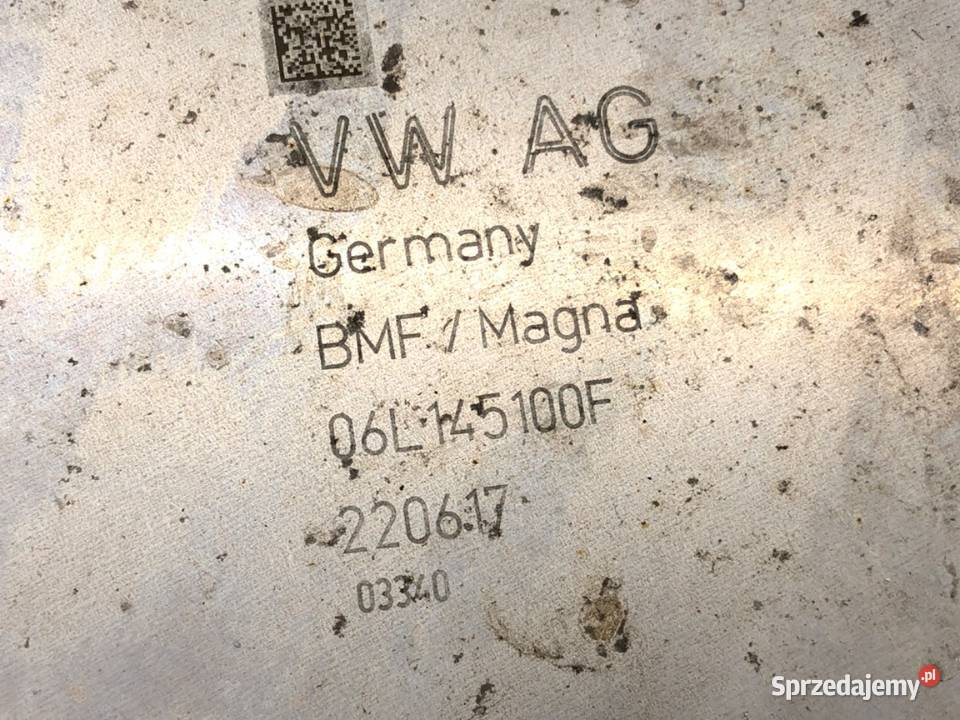 VW AG
Germany
BMF / Magna
06L145100F
220617
03340
Sprzedajemy.pl